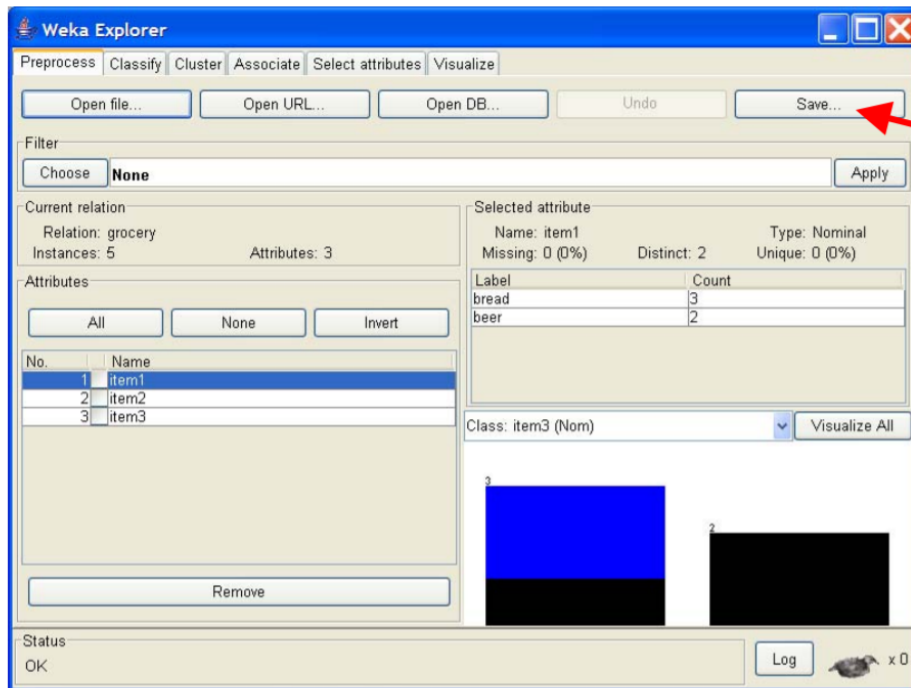 Weka Explorer
Preprocess Classify Cluster Associate Select attributes Visualize
Open file... Open URL... Open DB... Undo Save...
Filter
Choose None Apply
Current relation
Relation: grocery
Instances: 5 Attributes: 3
Attributes
All None Invert
No. Name
1 item1
2 item2
3 item3
Remove
Selected attribute
Name: item1 Type: Nominal
Missing: 0 (0%) Distinct: 2 Unique: 0 (0%)
Label Count
bread 3
beer 2
Class: item3 (Nom) Visualize All
3
2
Status
OK
Log x 0